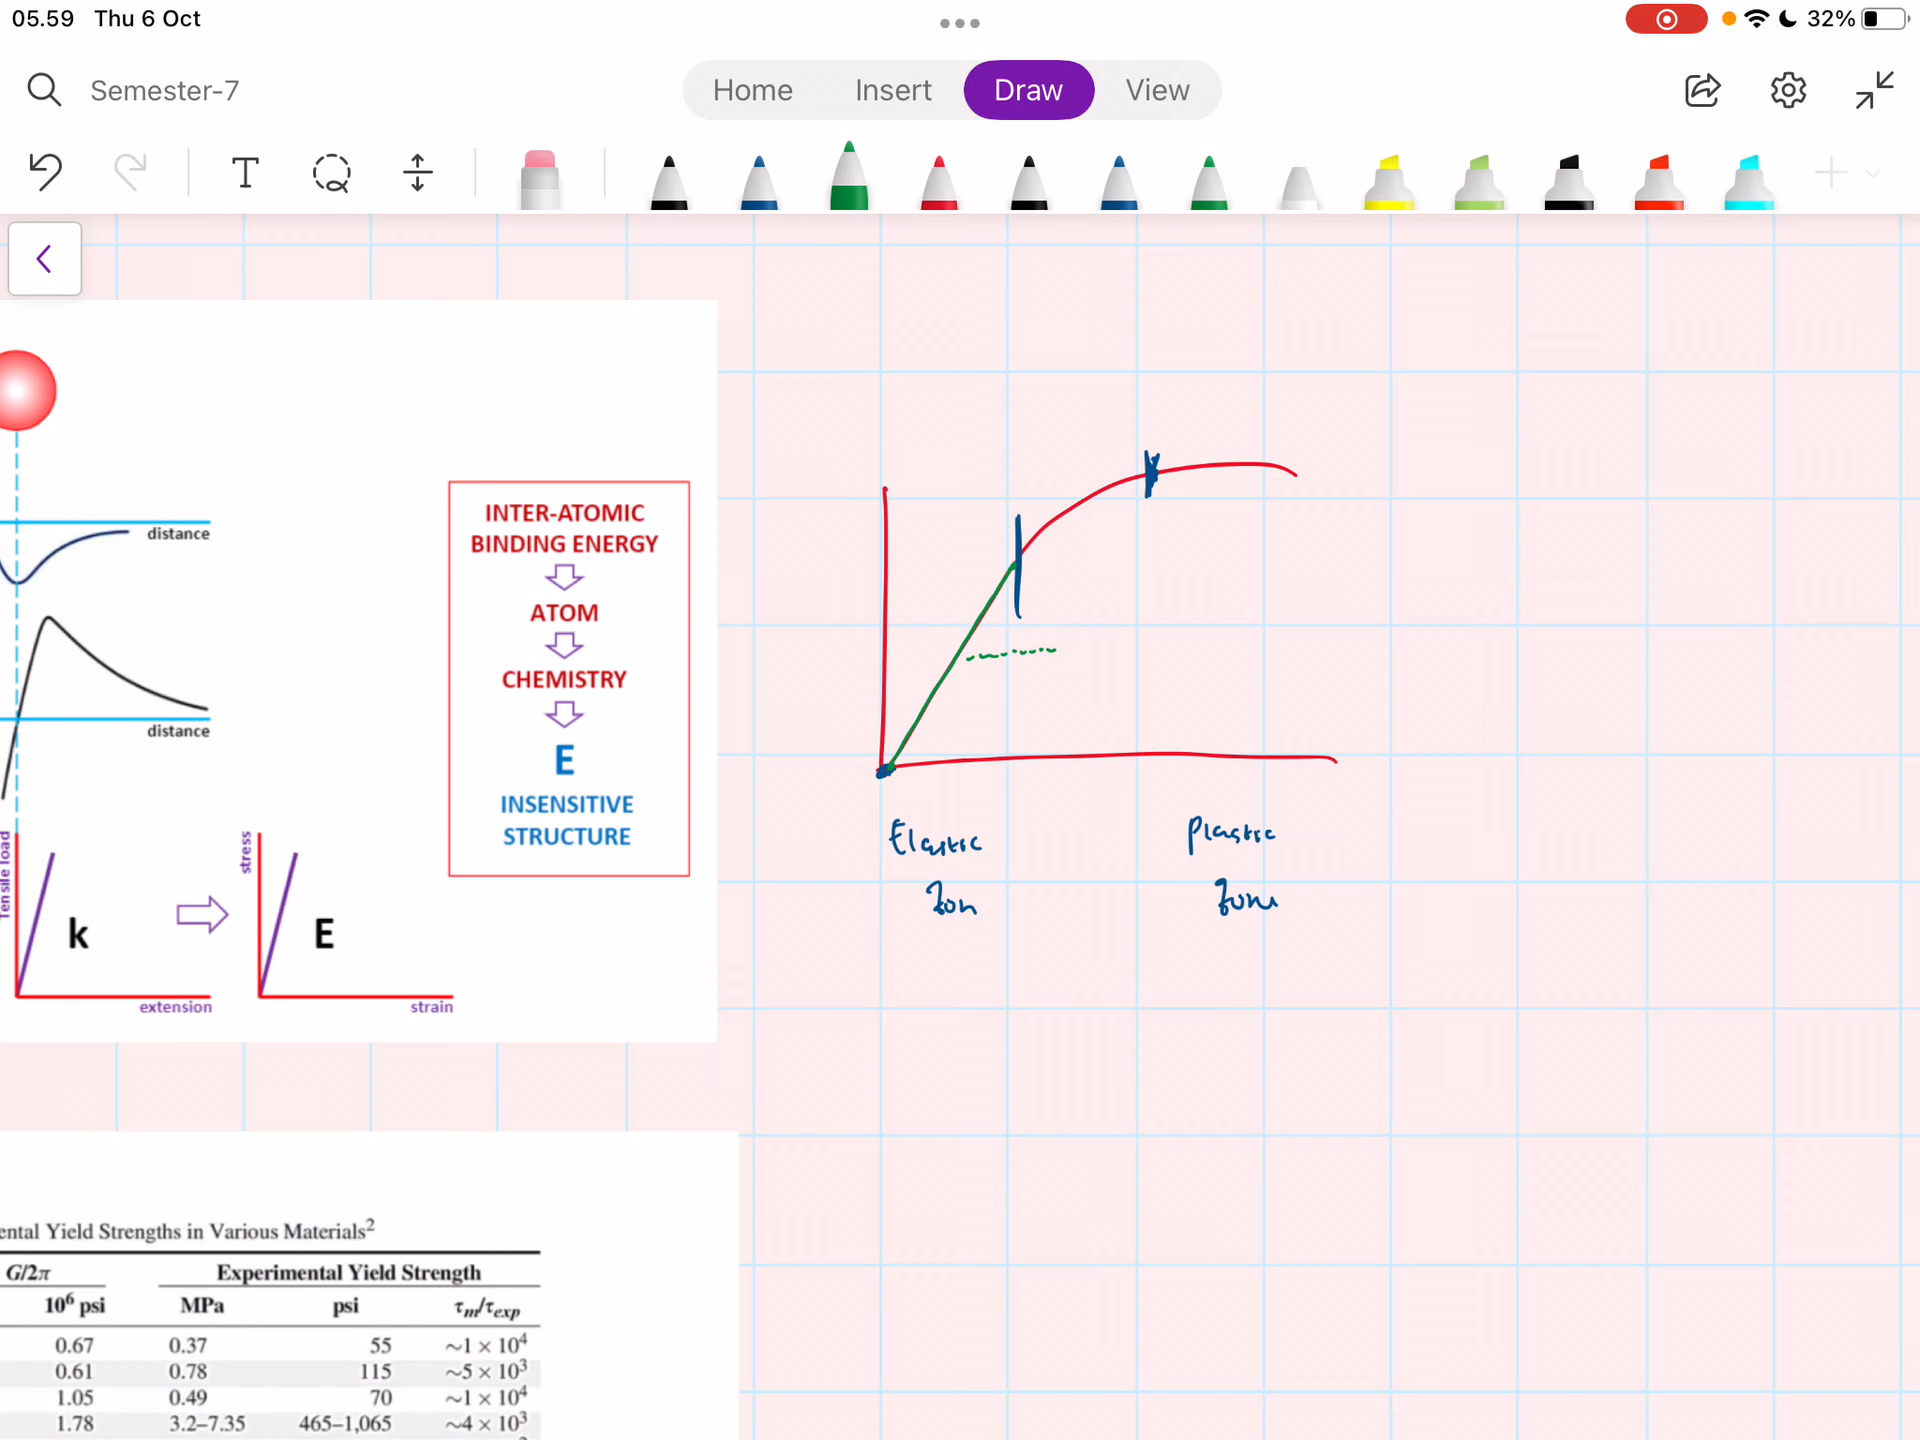 05.59 Thu 6 Oct
32%
Semester-7
Home Insert Draw View
T
distance
distance
INTER-ATOMIC
BINDING ENERGY
ATOM
CHEMISTRY
E
INSENSITIVE
STRUCTURE
Tensile load
k
extension
stress
E
strain
Elastic
Zon
Plastic
Zone
ental Yield Strengths in Various Materials²
G/2π Experimental Yield Strength
10⁶ psi MPa psi τm/τexp
0.67 0.37 55 ~1 × 10⁴
0.61 0.78 115 ~5 × 10³
1.05 0.49 70 ~1 × 10⁴
1.78 3.2–7.35 465–1,065 ~4 × 10³